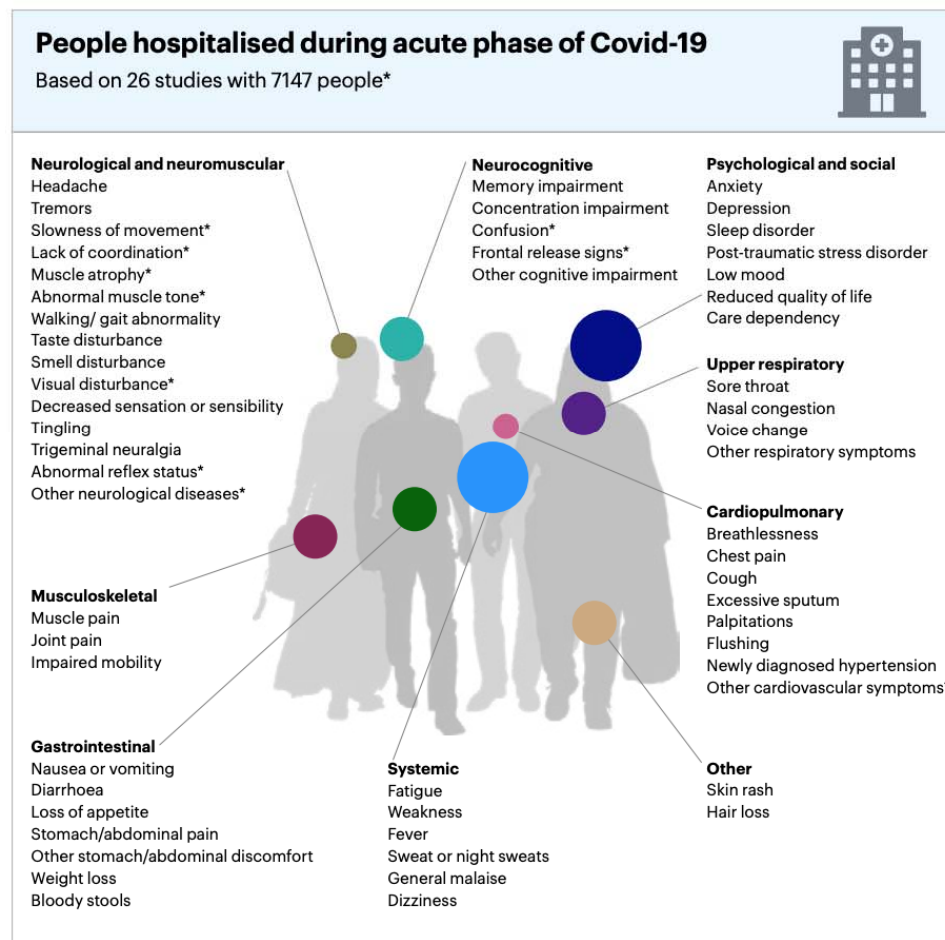 People hospitalised during acute phase of Covid-19
Based on 26 studies with 7147 people*
Neurological and neuromuscular
Headache
Tremors
Slowness of movement*
Lack of coordination*
Muscle atrophy*
Abnormal muscle tone*
Walking/ gait abnormality
Taste disturbance
Smell disturbance
Visual disturbance*
Decreased sensation or sensibility
Tingling
Trigeminal neuralgia
Abnormal reflex status*
Other neurological diseases*
Neurocognitive
Memory impairment
Concentration impairment
Confusion*
Frontal release signs*
Other cognitive impairment
Psychological and social
Anxiety
Depression
Sleep disorder
Post-traumatic stress disorder
Low mood
Reduced quality of life
Care dependency
Upper respiratory
Sore throat
Nasal congestion
Voice change
Other respiratory symptoms
Cardiopulmonary
Breathlessness
Chest pain
Cough
Excessive sputum
Palpitations
Flushing
Newly diagnosed hypertension
Other cardiovascular symptoms*
Musculoskeletal
Muscle pain
Joint pain
Impaired mobility
Gastrointestinal
Nausea or vomiting
Diarrhoea
Loss of appetite
Stomach/abdominal pain
Other stomach/abdominal discomfort
Weight loss
Bloody stools
Systemic
Fatigue
Weakness
Fever
Sweat or night sweats
General malaise
Dizziness
Other
Skin rash
Hair loss